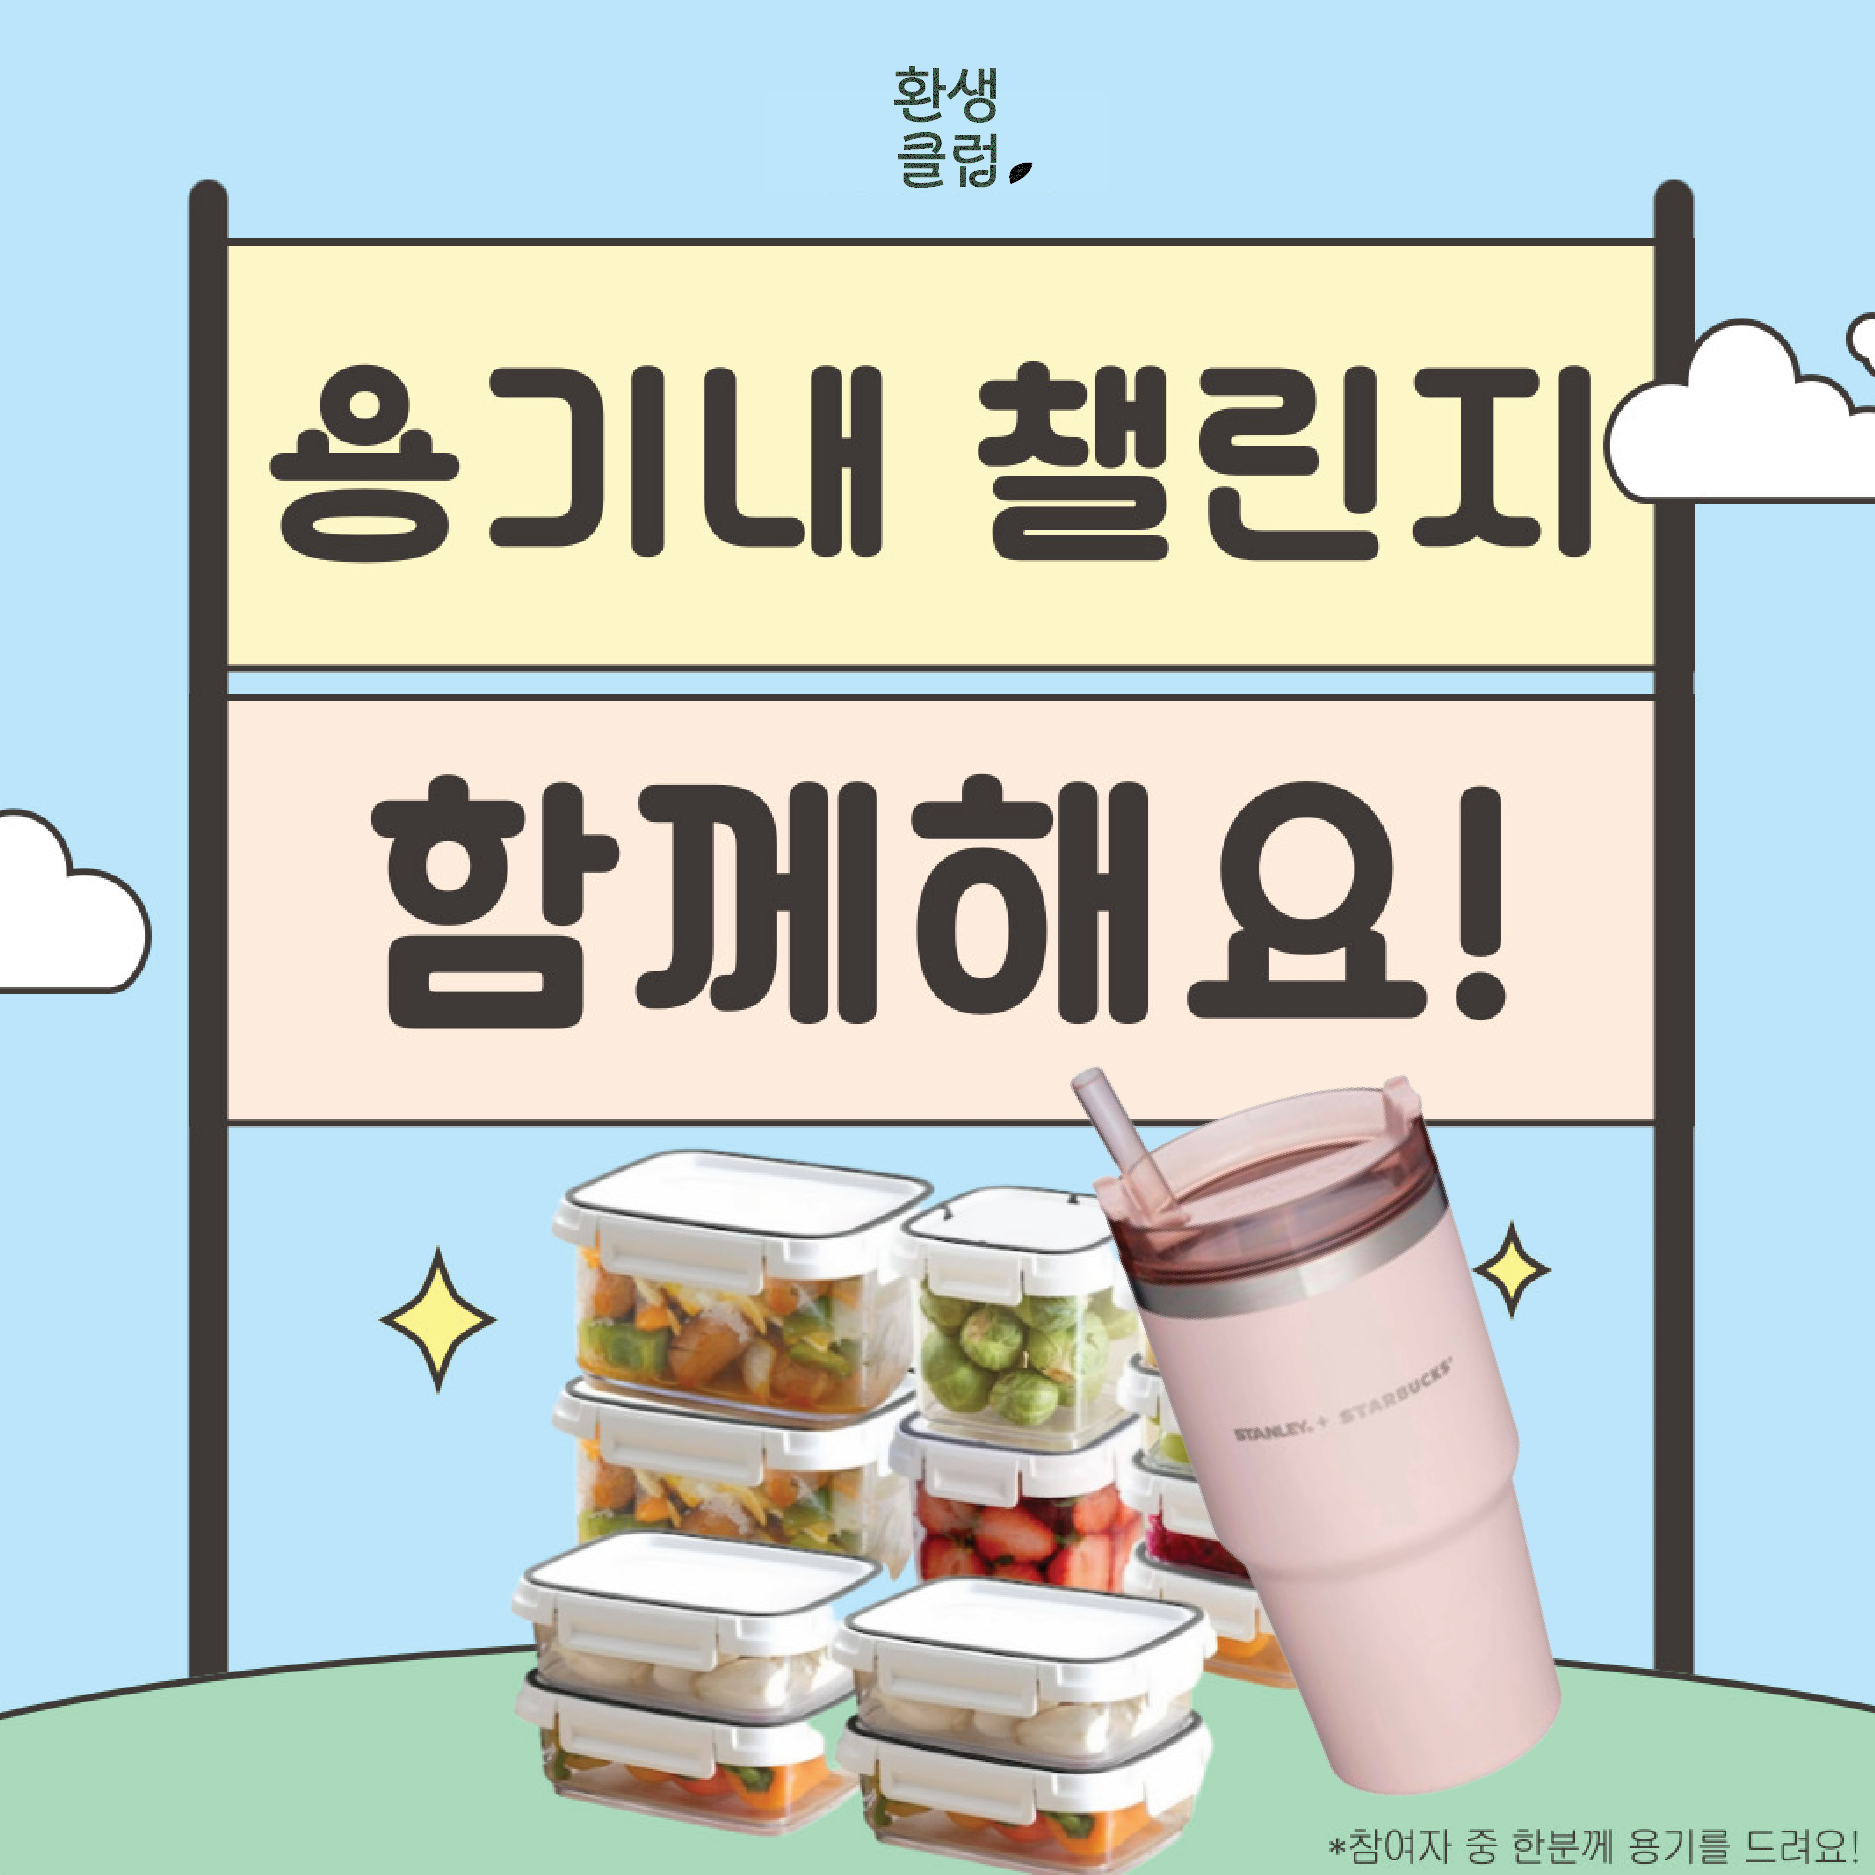 환생
클럽
용기내 챌린지
함께해요!
STANLEY. + STARBUCKS
*참여자 중 한분께 용기를 드려요!